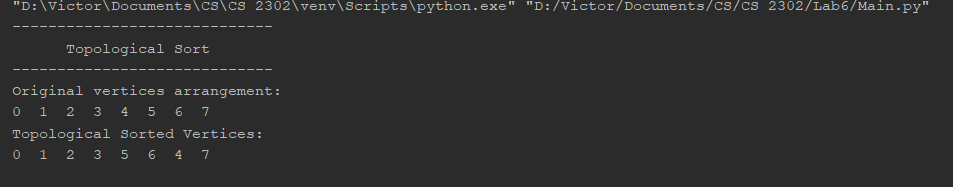 "D:\Victor\Documents\CS\CS 2302\venv\Scripts\python.exe" "D:/Victor/Documents/CS/CS 2302/Lab6/Main.py"
-----------------------------
      Topological Sort
-----------------------------
Original vertices arrangement:
0  1  2  3  4  5  6  7
Topological Sorted Vertices:
0  1  2  3  5  6  4  7